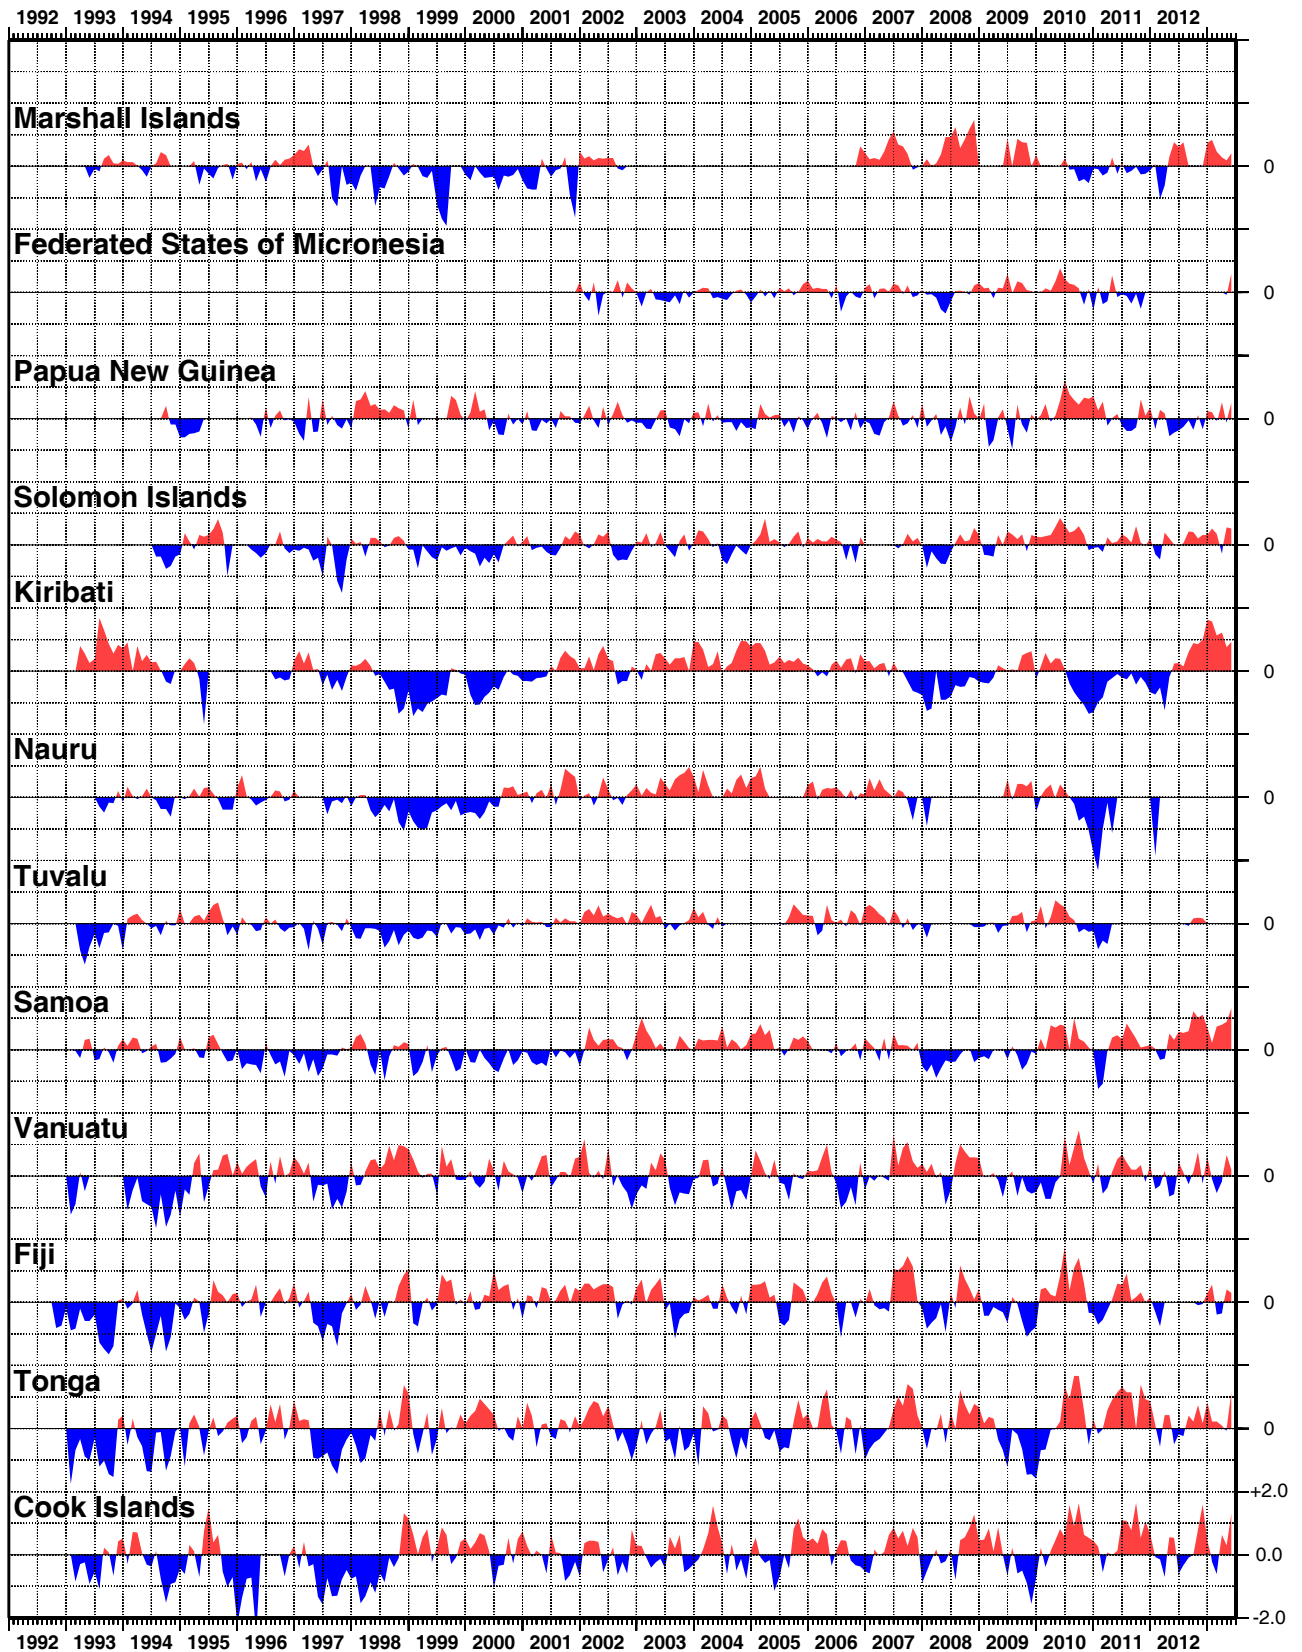 1992 1993 1994 1995 1996 1997 1998 1999 2000 2001 2002 2003 2004 2005 2006 2007 2008 2009 2010 2011 2012
Marshall Islands
0
Federated States of Micronesia
0
Papua New Guinea
0
Solomon Islands
0
Kiribati
0
Nauru
0
Tuvalu
0
Samoa
0
Vanuatu
0
Fiji
0
Tonga
0
+2.0
Cook Islands
0.0
-2.0
1992 1993 1994 1995 1996 1997 1998 1999 2000 2001 2002 2003 2004 2005 2006 2007 2008 2009 2010 2011 2012